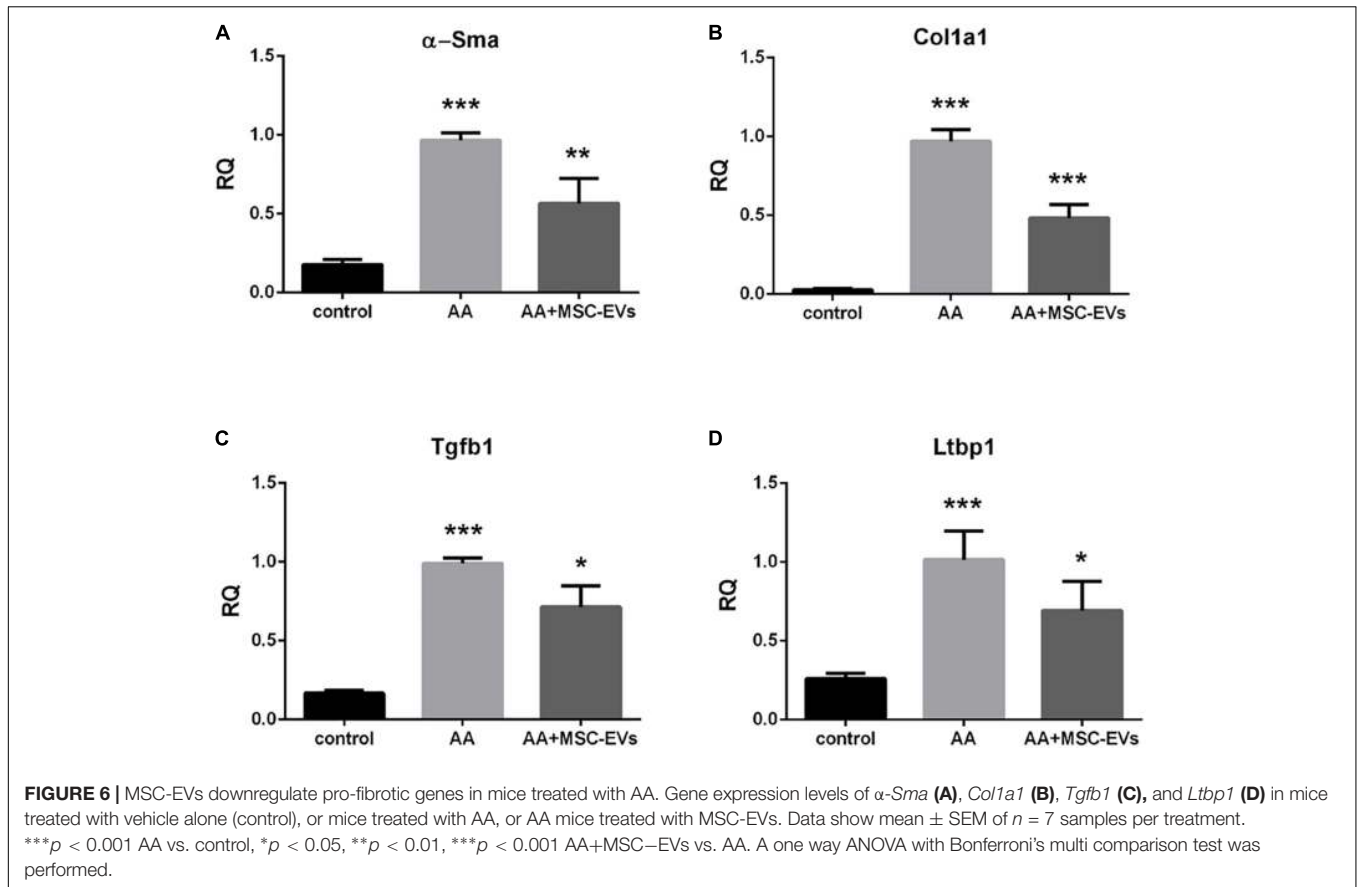 A
α–Sma
1.5
1.0
0.5
0.0
RQ
***
**
control AA AA+MSC-EVs
B
Col1a1
1.5
1.0
0.5
0.0
RQ
***
***
control AA AA+MSC-EVs
C
Tgfb1
1.5
1.0
0.5
0.0
RQ
***
*
control AA AA+MSC-EVs
D
Ltbp1
1.5
1.0
0.5
0.0
RQ
***
*
control AA AA+MSC-EVs
FIGURE 6 | MSC-EVs downregulate pro-fibrotic genes in mice treated with AA. Gene expression levels of α-Sma (A), Col1a1 (B), Tgfb1 (C), and Ltbp1 (D) in mice
treated with vehicle alone (control), or mice treated with AA, or AA mice treated with MSC-EVs. Data show mean ± SEM of n = 7 samples per treatment.
***p < 0.001 AA vs. control, *p < 0.05, **p < 0.01, ***p < 0.001 AA+MSC−EVs vs. AA. A one way ANOVA with Bonferroni's multi comparison test was
performed.